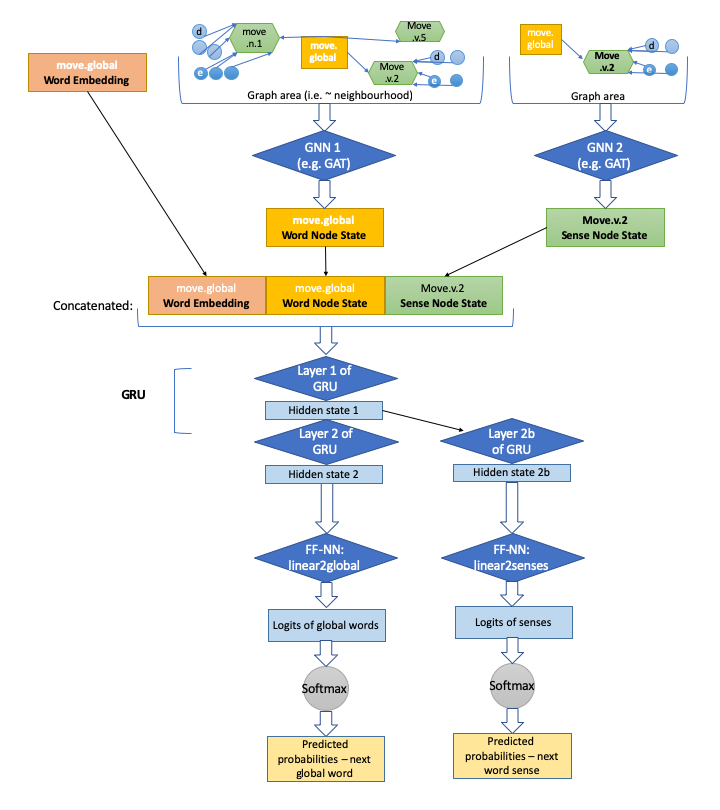 d
move
.n.1
Move
.v.5
move.
global
d
Move
.v.2
e
e
Graph area (i.e. ~ neighbourhood)
move.
global
d
Move
.v.2
e
Graph area
move.global
Word Embedding
GNN 1
(e.g. GAT)
GNN 2
(e.g. GAT)
move.global
Word Node State
Move.v.2
Sense Node State
Concatenated:
move.global
Word Embedding
move.global
Word Node State
Move.v.2
Sense Node State
GRU
Layer 1 of
GRU
Hidden state 1
Layer 2 of
GRU
Hidden state 2
Layer 2b
of GRU
Hidden state 2b
FF-NN:
linear2global
FF-NN:
linear2senses
Logits of global words
Logits of senses
Softmax
Softmax
Predicted
probabilities – next
global word
Predicted
probabilities – next
word sense